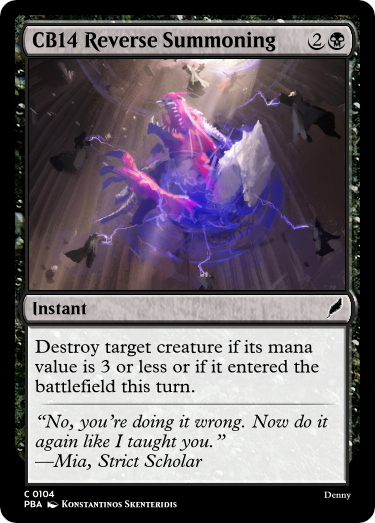 CB14 Reverse Summoning 2
Instant
Destroy target creature if its mana
value is 3 or less or if it entered the
battlefield this turn.
“No, you’re doing it wrong. Now do it
again like I taught you.”
—Mia, Strict Scholar
C 0104
PBA Konstantinos Skenteridis
Denny